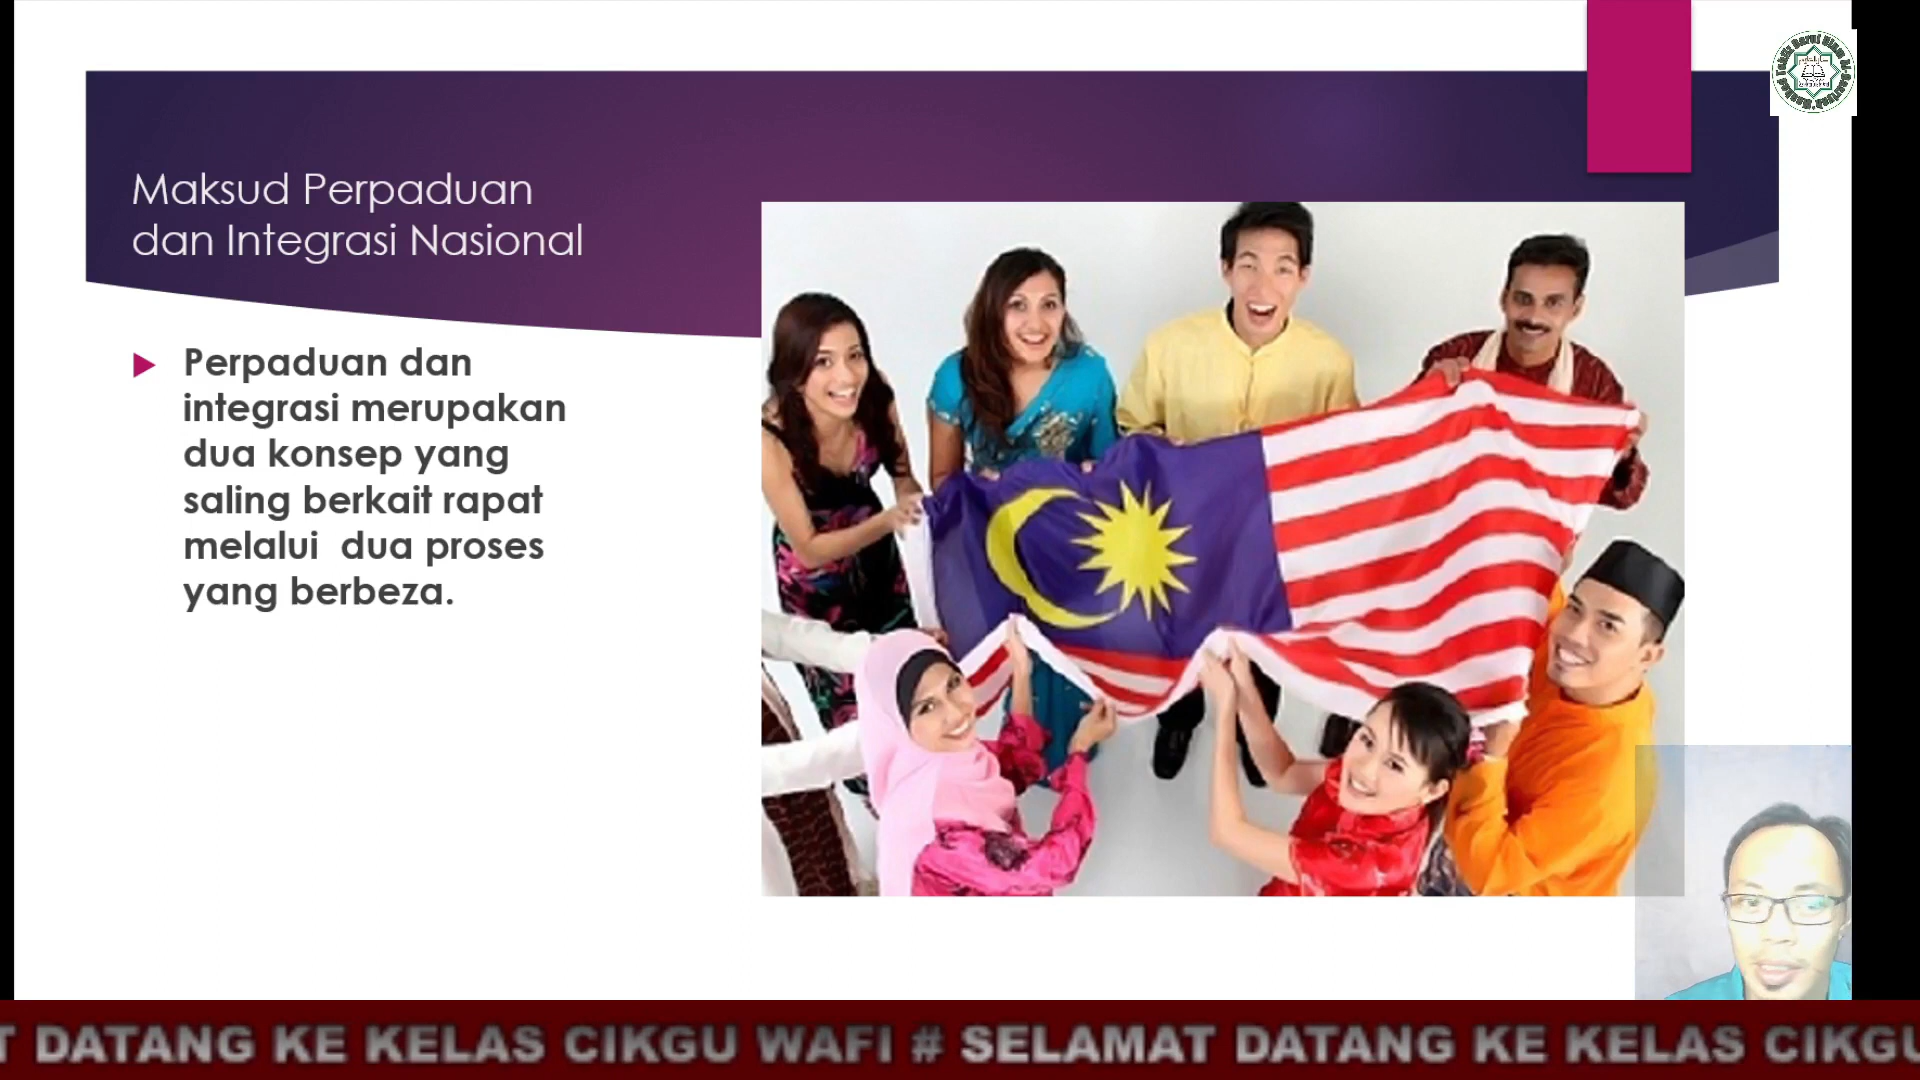 Maksud Perpaduan
dan Integrasi Nasional
Perpaduan dan
integrasi merupakan
dua konsep yang
saling berkait rapat
melalui dua proses
yang berbeza.
T DATANG KE KELAS CIKGU WAFI # SELAMAT DATANG KE KELAS CIKGU